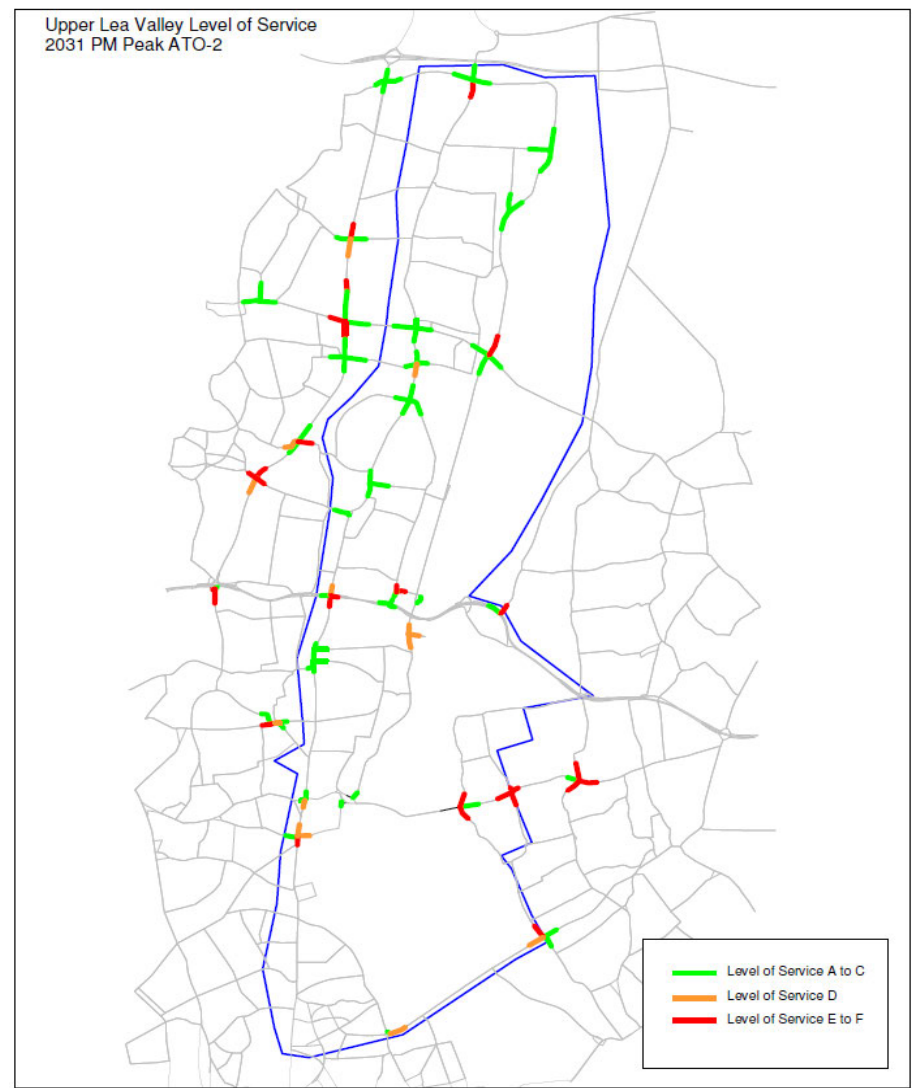 Upper Lea Valley Level of Service
2031 PM Peak ATO-2
Level of Service A to C
Level of Service D
Level of Service E to F